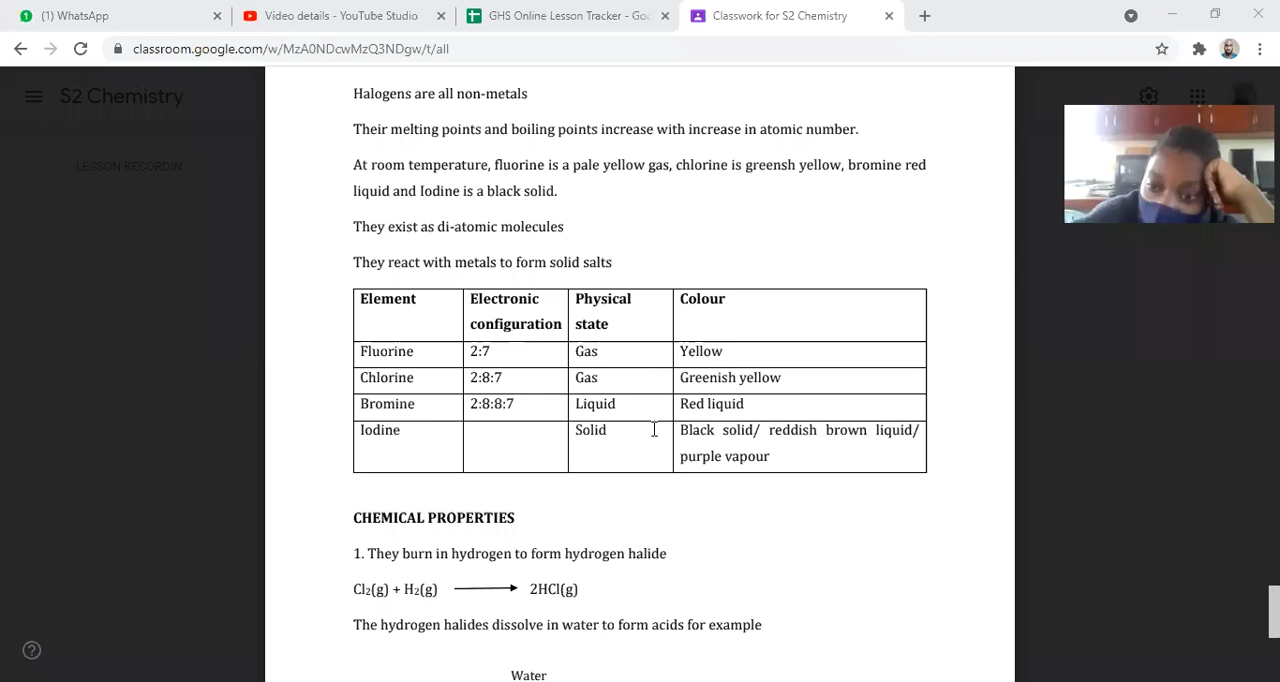 (1) WhatsApp
Video details - YouTube Studio
GHS Online Lesson Tracker - Goo
Classwork for S2 Chemistry
classroom.google.com/w/MzA0NDcwMzQ3NDgw/t/all
S2 Chemistry
LESSON RECORDIN...
Halogens are all non-metals
Their melting points and boiling points increase with increase in atomic number.
At room temperature, fluorine is a pale yellow gas, chlorine is greensh yellow, bromine red
liquid and Iodine is a black solid.
They exist as di-atomic molecules
They react with metals to form solid salts
Element Electronic configuration Physical state Colour
Fluorine 2:7 Gas Yellow
Chlorine 2:8:7 Gas Greenish yellow
Bromine 2:8:8:7 Liquid Red liquid
Iodine Solid Black solid/ reddish brown liquid/
purple vapour
CHEMICAL PROPERTIES
1. They burn in hydrogen to form hydrogen halide
Cl₂(g) + H₂(g) ⟶ 2HCl(g)
The hydrogen halides dissolve in water to form acids for example
Water